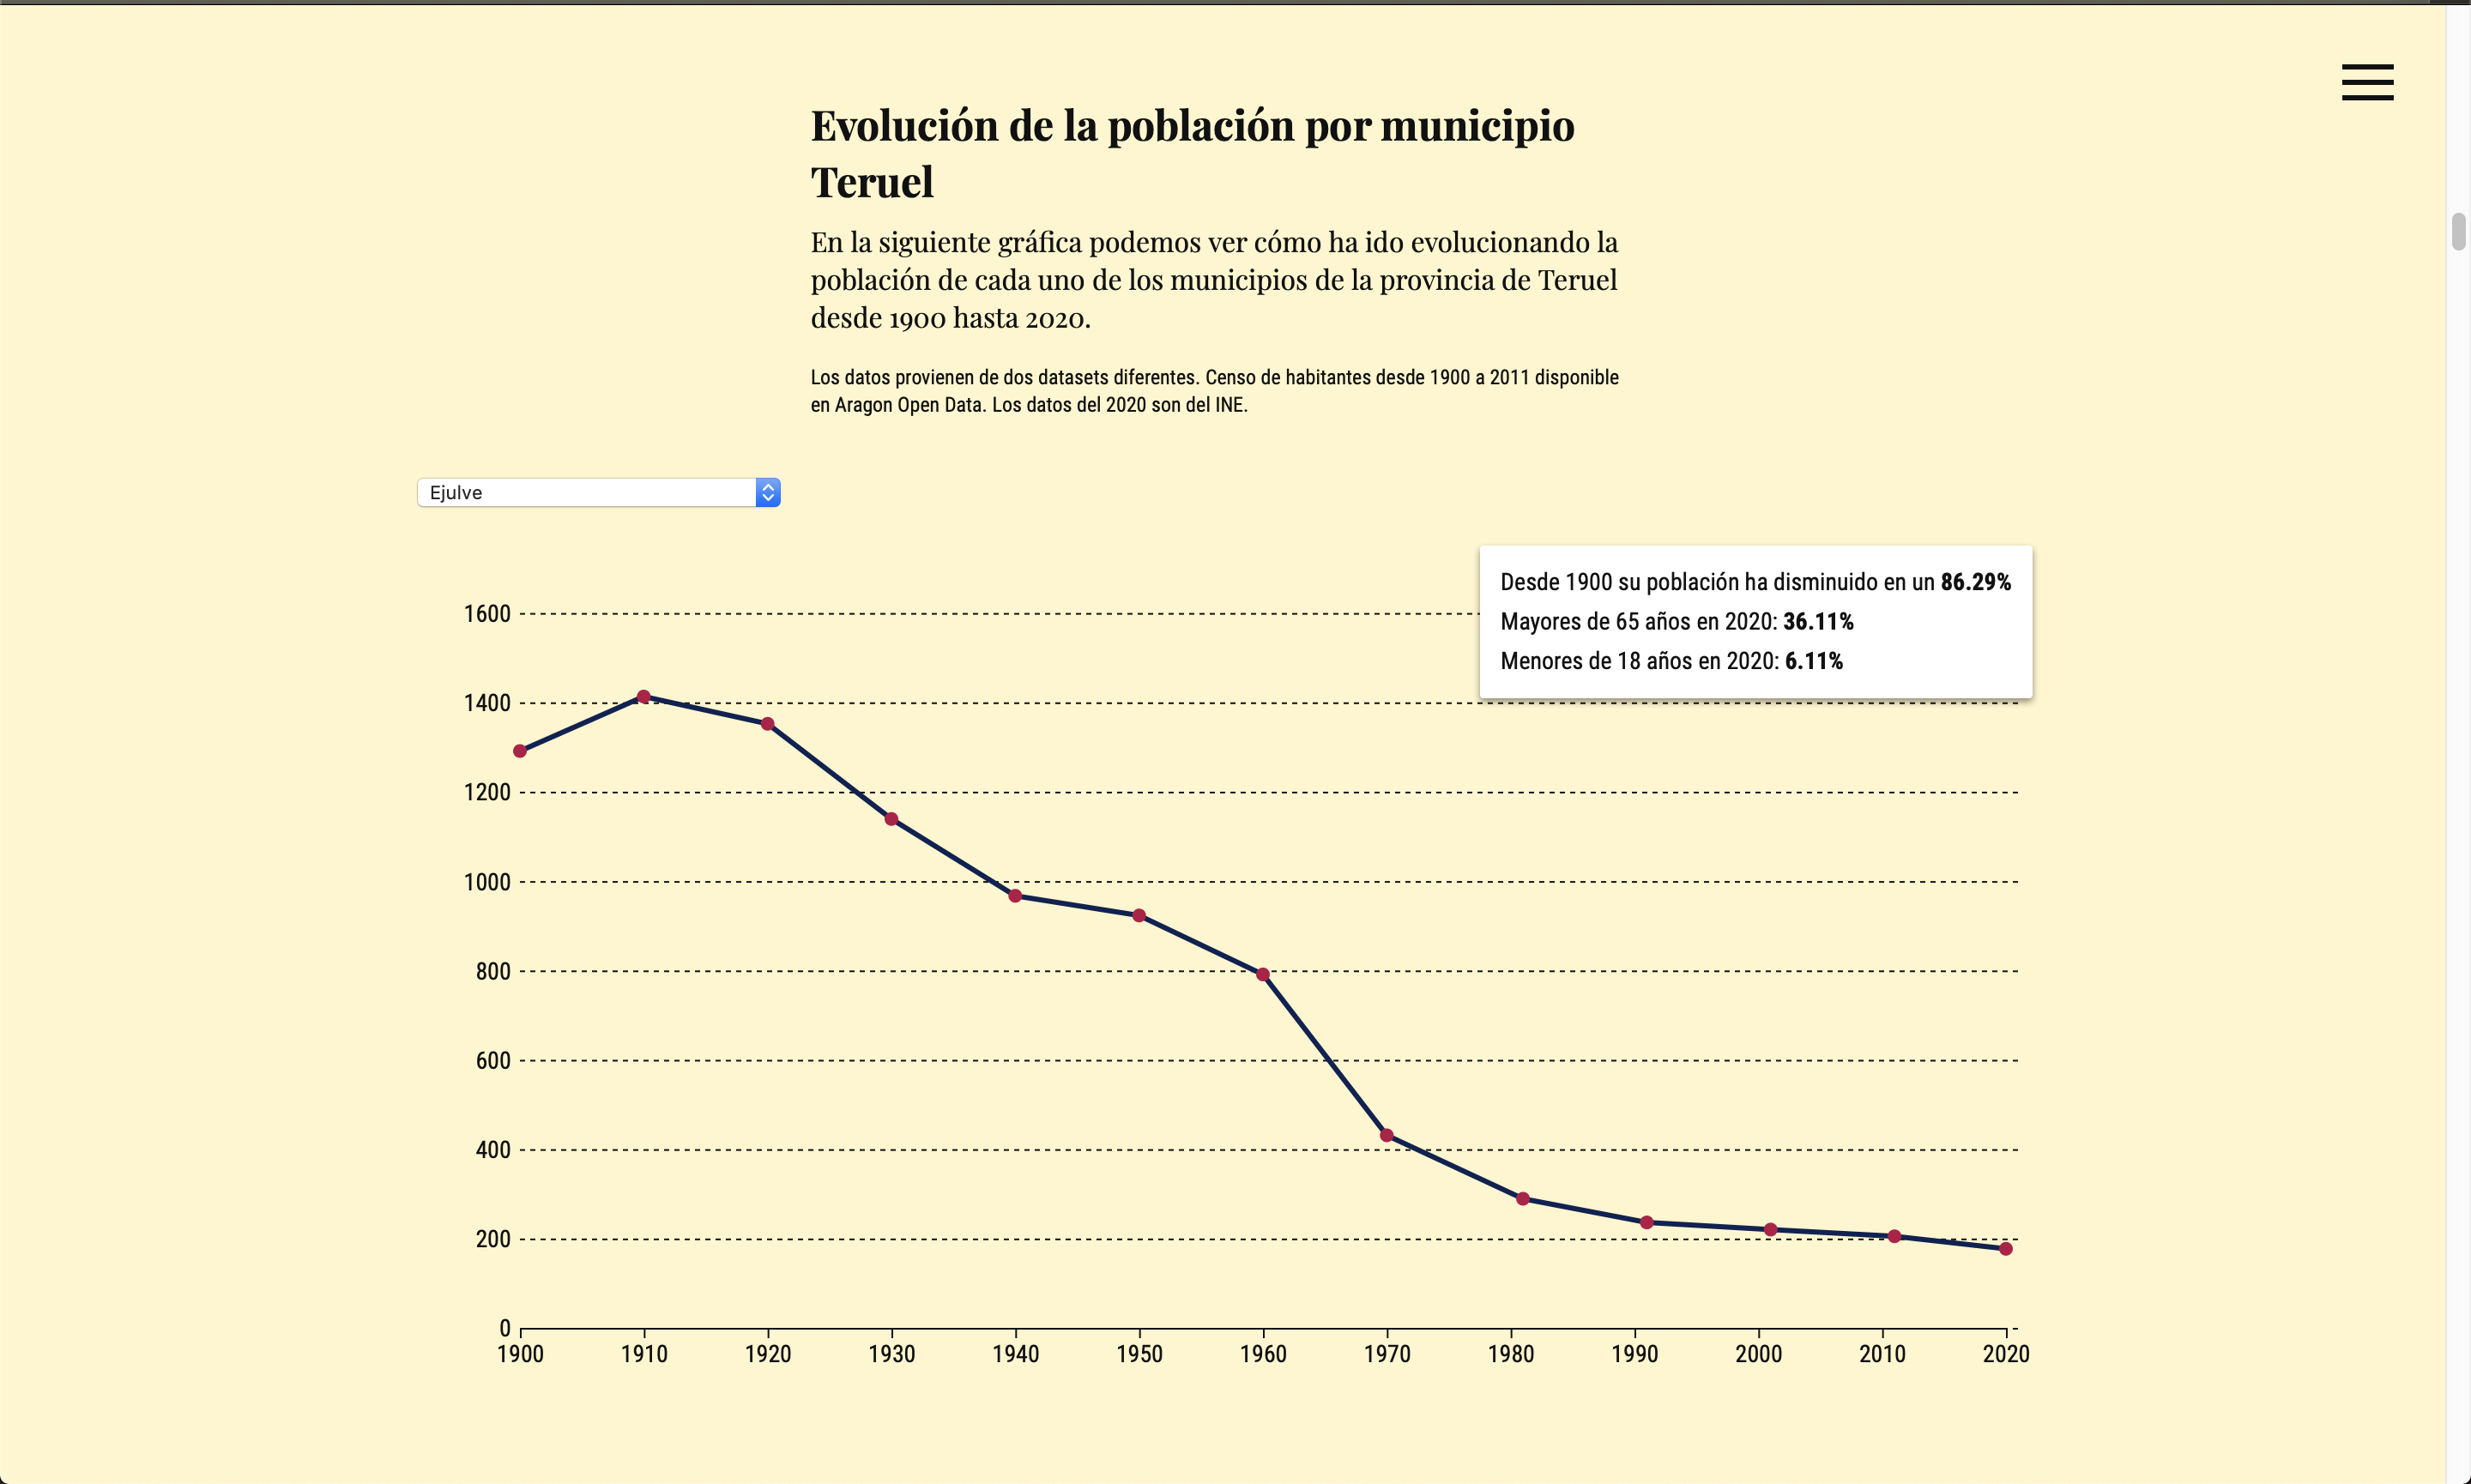 Evolución de la población por municipio
Teruel
En la siguiente gráfica podemos ver cómo ha ido evolucionando la
población de cada uno de los municipios de la provincia de Teruel
desde 1900 hasta 2020.
Los datos provienen de dos datasets diferentes. Censo de habitantes desde 1900 a 2011 disponible
en Aragon Open Data. Los datos del 2020 son del INE.
Ejulve
Desde 1900 su población ha disminuido en un 86.29%
Mayores de 65 años en 2020: 36.11%
Menores de 18 años en 2020: 6.11%
1600
1400
1200
1000
800
600
400
200
0
1900 1910 1920 1930 1940 1950 1960 1970 1980 1990 2000 2010 2020